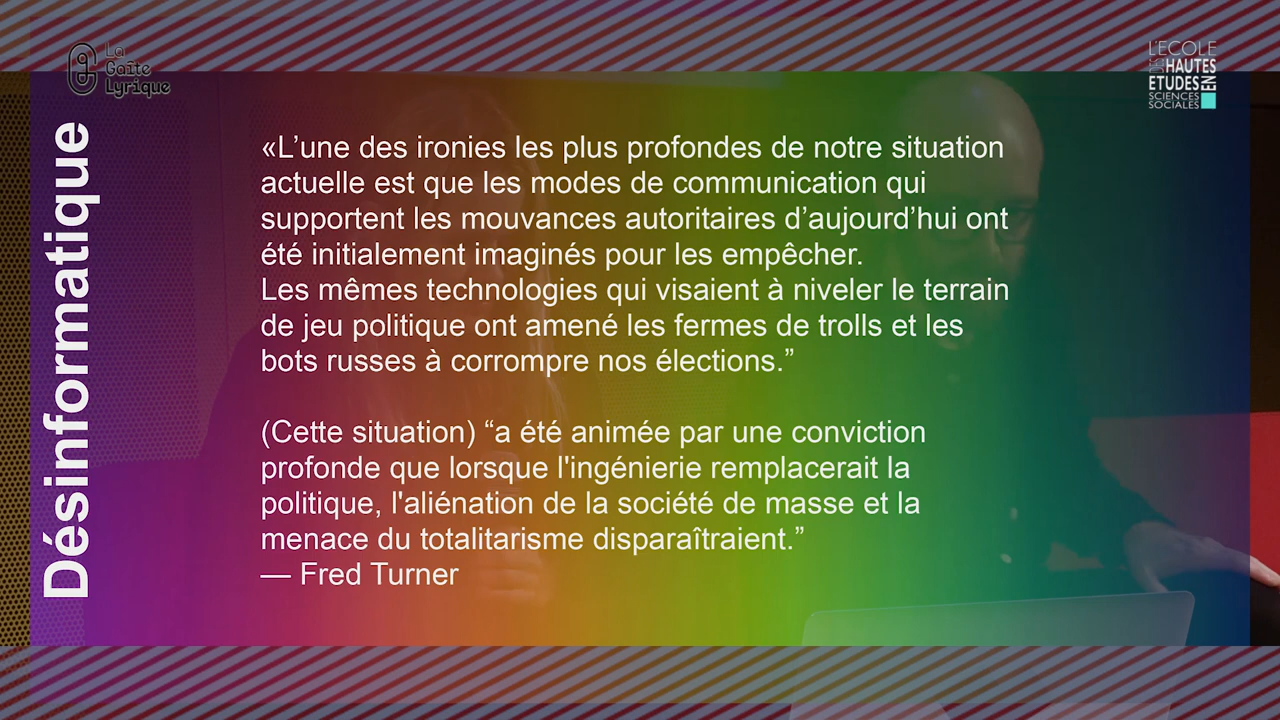 La
Gaîte
Lyrique
L'ECOLE
DES HAUTES
ETUDES EN
SCIENCES
SOCIALES
Désinformatique
«L’une des ironies les plus profondes de notre situation
actuelle est que les modes de communication qui
supportent les mouvances autoritaires d’aujourd’hui ont
été initialement imaginés pour les empêcher.
Les mêmes technologies qui visaient à niveler le terrain
de jeu politique ont amené les fermes de trolls et les
bots russes à corrompre nos élections.”
(Cette situation) “a été animée par une conviction
profonde que lorsque l'ingénierie remplacerait la
politique, l'aliénation de la société de masse et la
menace du totalitarisme disparaîtraient.”
— Fred Turner